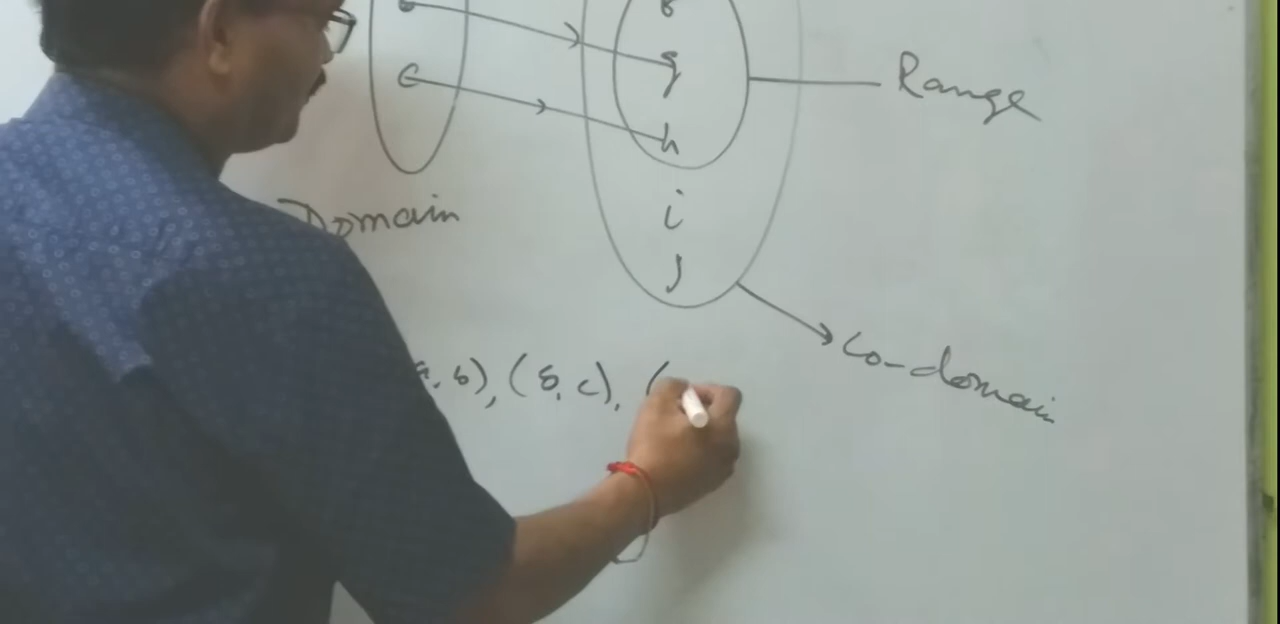 g
Range
c
h
Domain
i
j
co-domain
a, b), (b, c), (